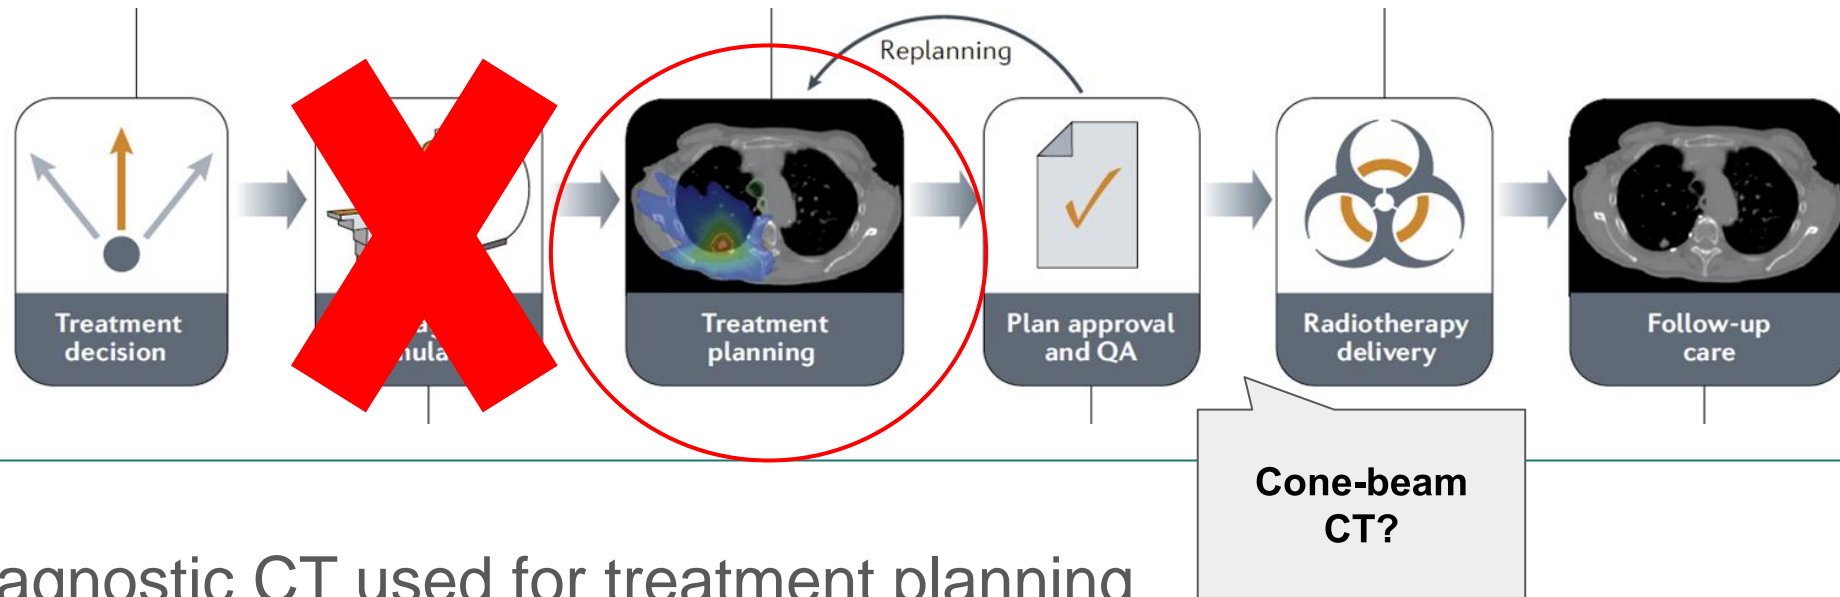 Replanning
Treatment
decision
Treatment
planning
Plan approval
and QA
Radiotherapy
delivery
Follow-up
care
Cone-beam
CT?
agnostic CT used for treatment planning